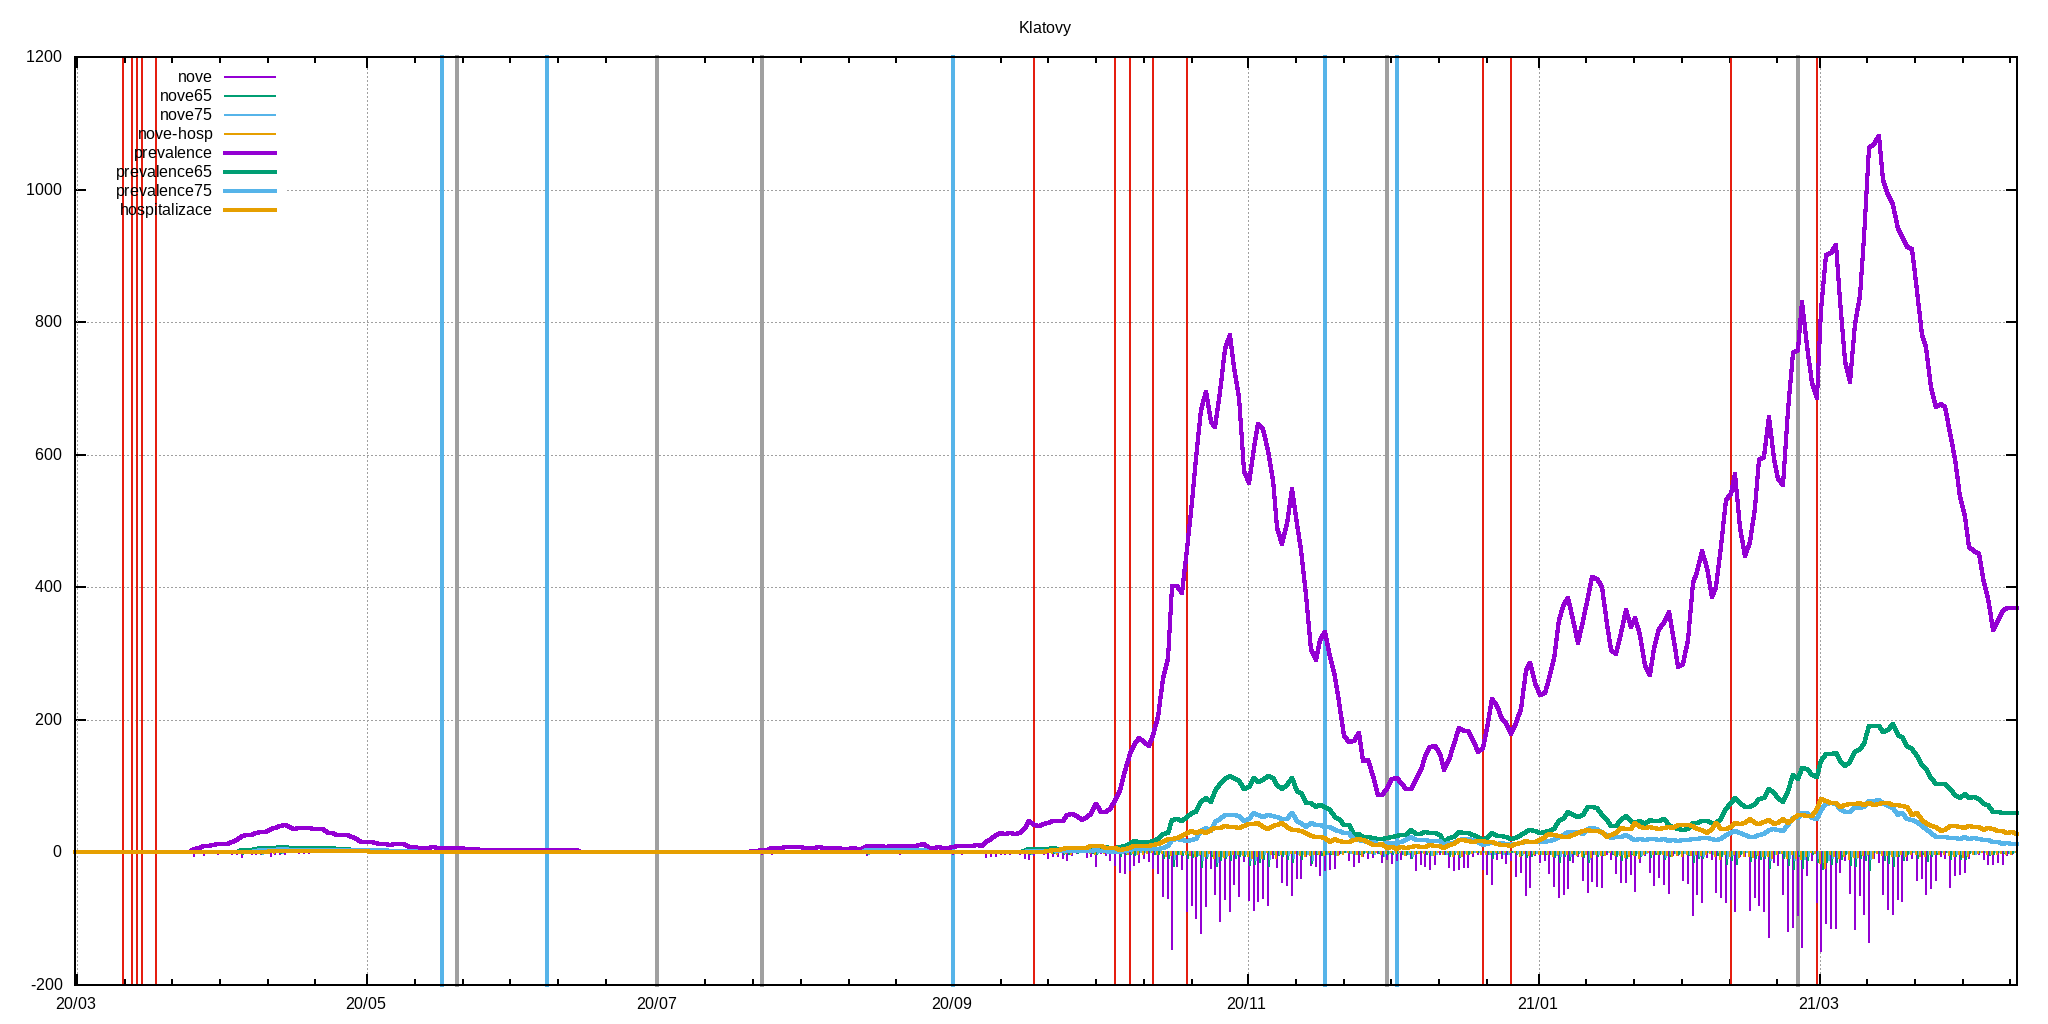 Klatovy
1200
1000
800
600
400
200
0
-200
nove
nove65
nove75
nove-hosp
prevalence
prevalence65
prevalence75
hospitalizace
20/03 20/05 20/07 20/09 20/11 21/01 21/03